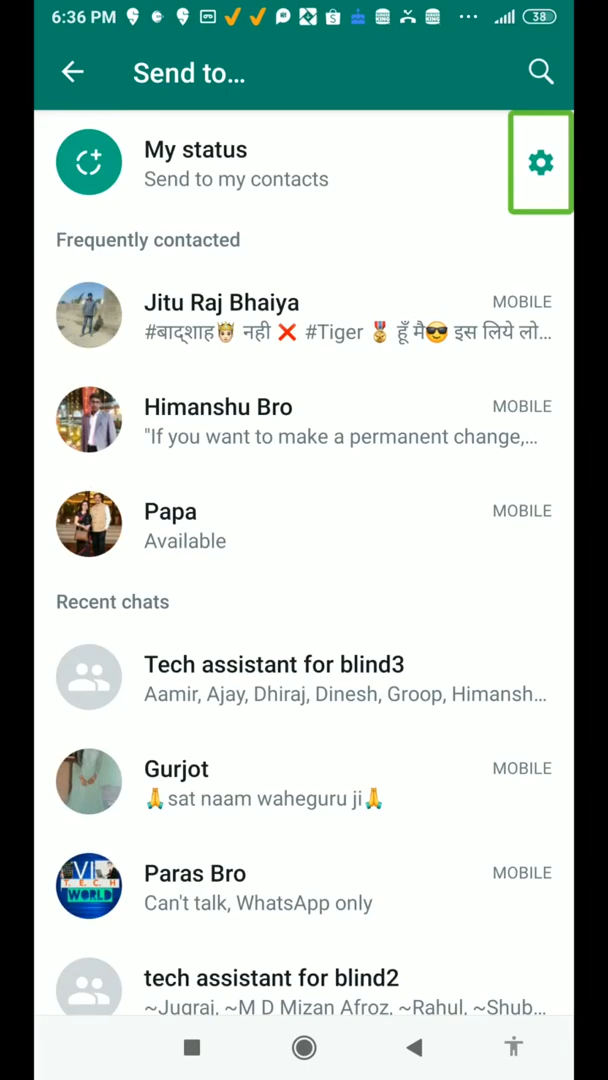 6:36 PM 38
Send to...
My status
Send to my contacts
Frequently contacted
Jitu Raj Bhaiya MOBILE
#बाद्शाह🤴🏻 नही ❌ #Tiger 🎖️ हूँ मै😎 इस लिये लो...
Himanshu Bro MOBILE
"If you want to make a permanent change,...
Papa MOBILE
Available
Recent chats
Tech assistant for blind3
Aamir, Ajay, Dhiraj, Dinesh, Groop, Himansh...
Gurjot MOBILE
🙏sat naam waheguru ji🙏
VI
T.E.C.H
WORLD
Paras Bro MOBILE
Can't talk, WhatsApp only
tech assistant for blind2
~Jugraj, ~M D Mizan Afroz, ~Rahul, ~Shub...